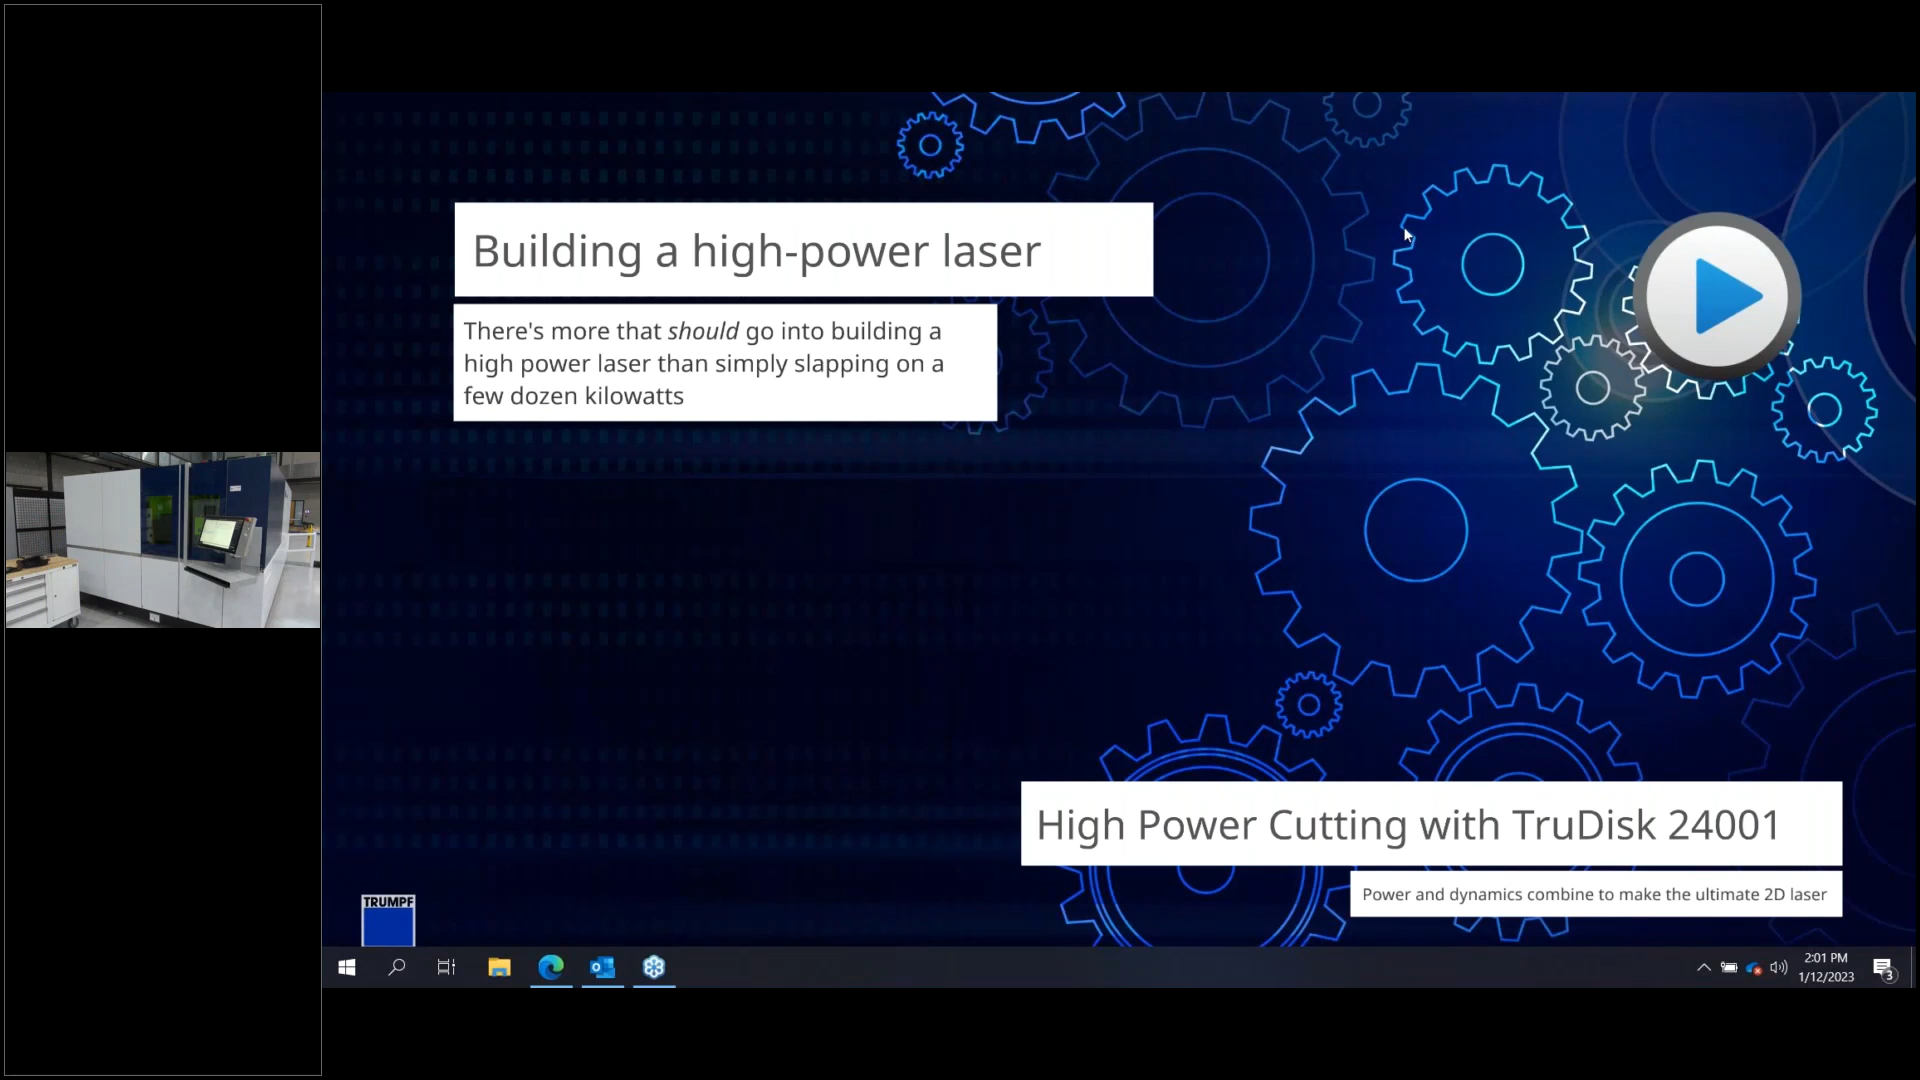 Building a high-power laser
There's more that should go into building a
high power laser than simply slapping on a
few dozen kilowatts
High Power Cutting with TruDisk 24001
Power and dynamics combine to make the ultimate 2D laser
TRUMPF
2:01 PM
1/12/2023
3